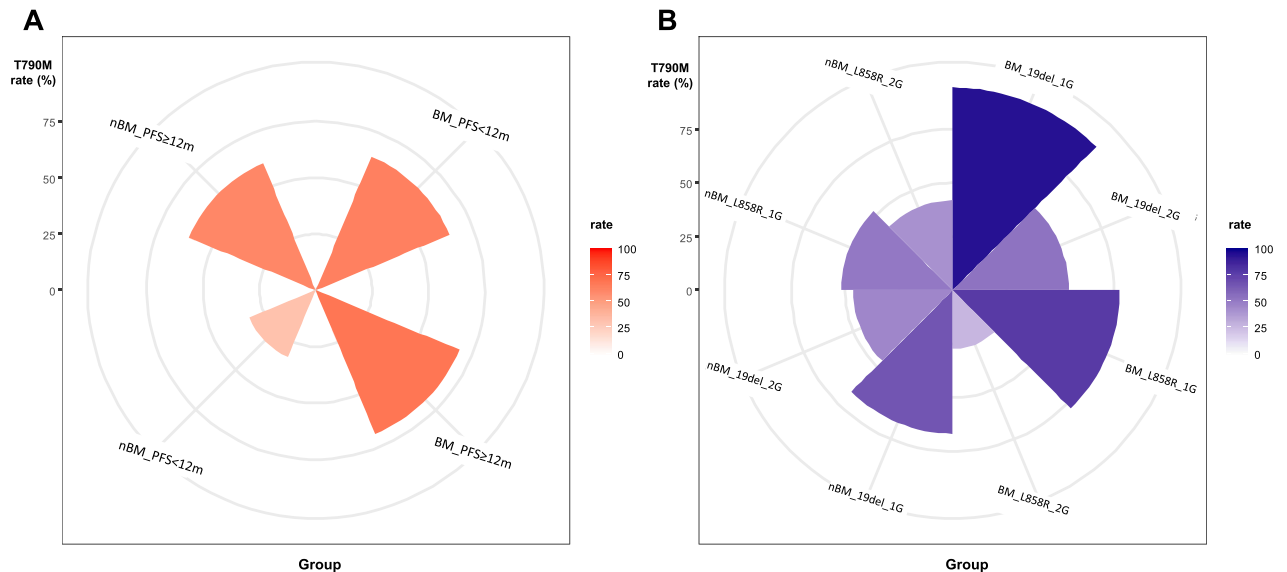 A
T790M
rate (%)
75
50
25
0
nBM_PFS≥12m
BM_PFS<12m
nBM_PFS<12m
BM_PFS≥12m
Group
rate
100
75
50
25
0
B
T790M
rate (%)
75
50
25
0
nBM_L858R_2G
BM_19del_1G
nBM_L858R_1G
BM_19del_2G
nBM_19del_2G
BM_L858R_1G
nBM_19del_1G
BM_L858R_2G
Group
rate
100
75
50
25
0